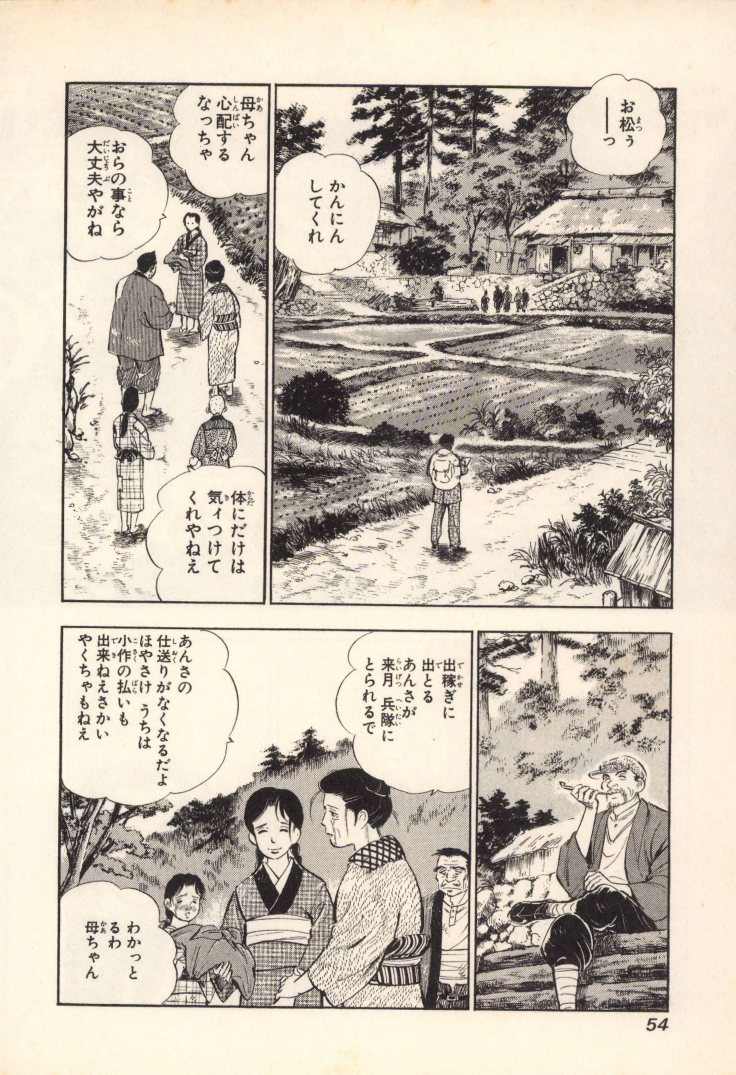 お松ぅ
──っ
かんにん
してくれ
母ちゃん
心配する
なっちゃ
おらの事なら
大丈夫やがね
体にだけは
気ィつけて
くれやねえ
出稼ぎに
出とる
あんさが
来月 兵隊に
とられるで
あんさの
仕送りがなくなるだよ
ほやさけ うちは
小作の払いも
出来ねえさかい
やくちゃもねえ
わかっと
るわ
母ちゃん
54